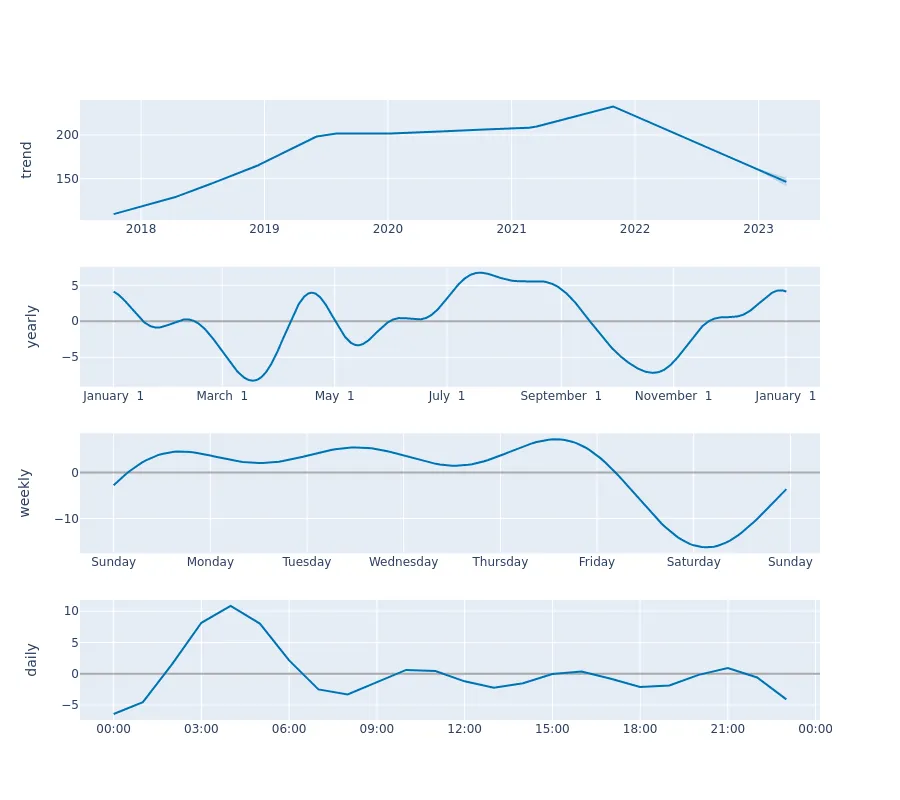 trend
200
150
2018 2019 2020 2021 2022 2023
yearly
5
0
−5
January 1 March 1 May 1 July 1 September 1 November 1 January 1
weekly
0
−10
Sunday Monday Tuesday Wednesday Thursday Friday Saturday Sunday
daily
10
5
0
−5
00:00 03:00 06:00 09:00 12:00 15:00 18:00 21:00 00:00